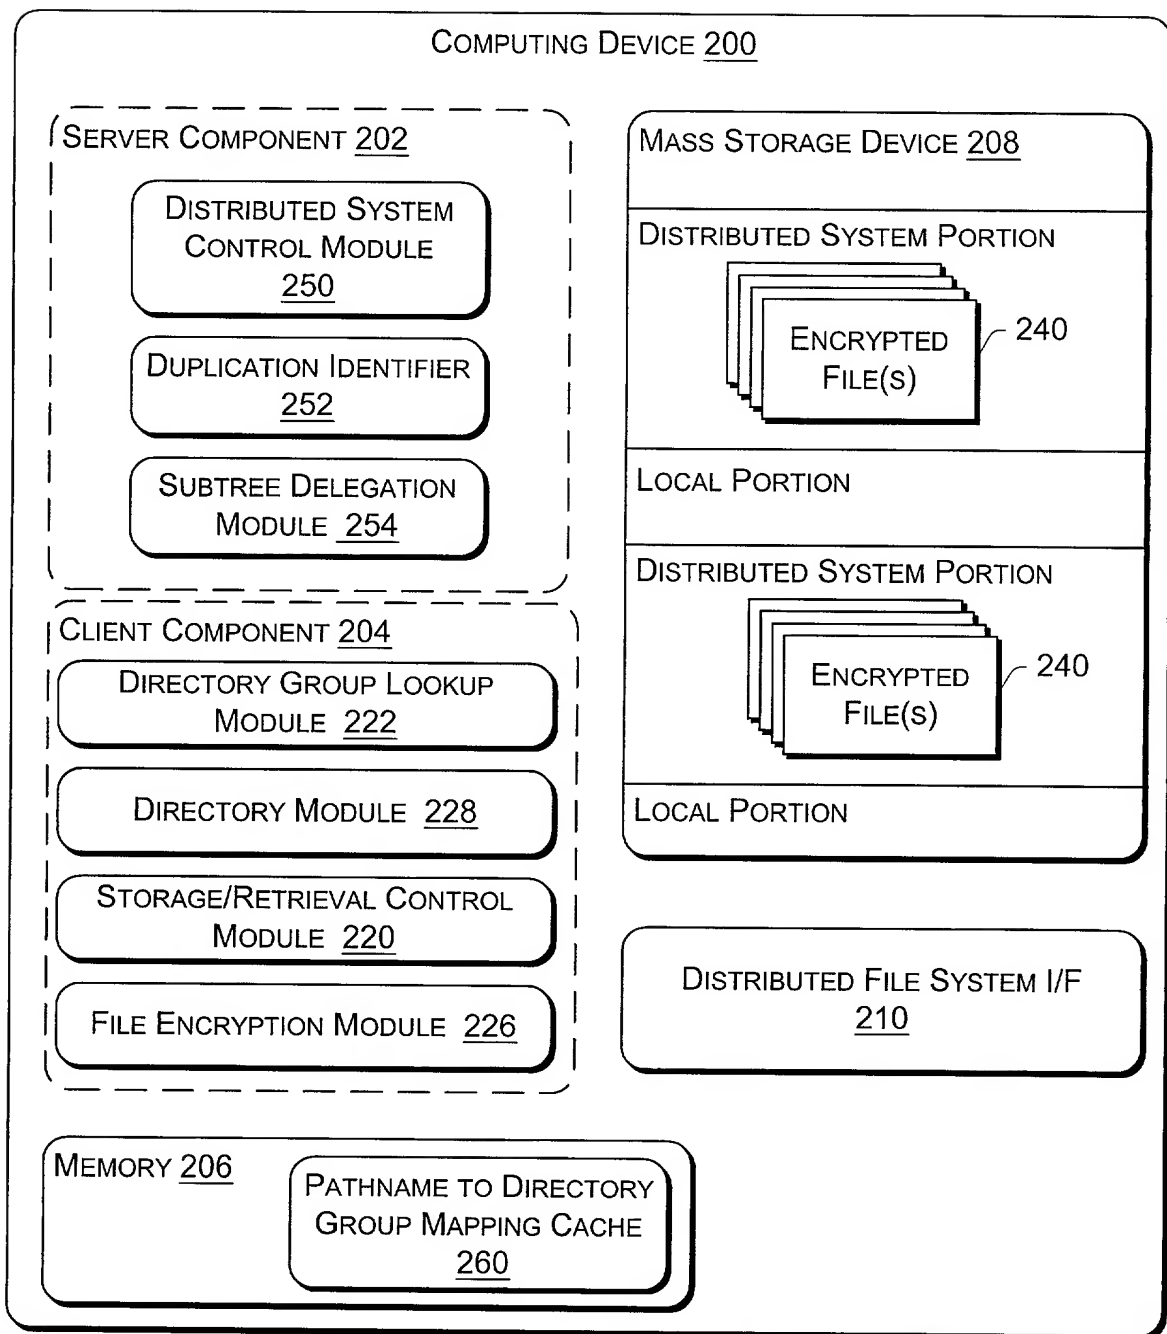 COMPUTING DEVICE 200
SERVER COMPONENT 202
DISTRIBUTED SYSTEM
CONTROL MODULE
250
DUPLICATION IDENTIFIER
252
SUBTREE DELEGATION
MODULE 254
CLIENT COMPONENT 204
DIRECTORY GROUP LOOKUP
MODULE 222
DIRECTORY MODULE 228
STORAGE/RETRIEVAL CONTROL
MODULE 220
FILE ENCRYPTION MODULE 226
MASS STORAGE DEVICE 208
DISTRIBUTED SYSTEM PORTION
ENCRYPTED
FILE(S)
240
LOCAL PORTION
DISTRIBUTED SYSTEM PORTION
ENCRYPTED
FILE(S)
240
LOCAL PORTION
DISTRIBUTED FILE SYSTEM I/F
210
MEMORY 206
PATHNAME TO DIRECTORY
GROUP MAPPING CACHE
260